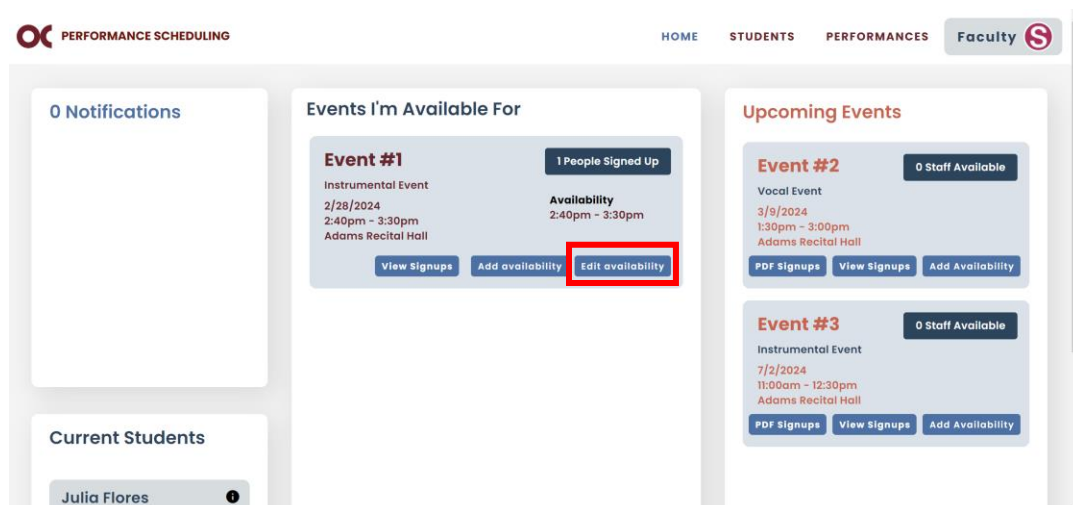 OC PERFORMANCE SCHEDULING
HOME STUDENTS PERFORMANCES Faculty S
0 Notifications
Current Students
Julia Flores
Events I'm Available For
Event #1
1 People Signed Up
Instrumental Event
2/28/2024
2:40pm - 3:30pm
Adams Recital Hall
Availability
2:40pm - 3:30pm
View Signups Add availability Edit availability
Upcoming Events
Event #2
0 Staff Available
Vocal Event
3/9/2024
1:30pm - 3:00pm
Adams Recital Hall
PDF Signups View Signups Add Availability
Event #3
0 Staff Available
Instrumental Event
7/2/2024
11:00am - 12:30pm
Adams Recital Hall
PDF Signups View Signups Add Availability